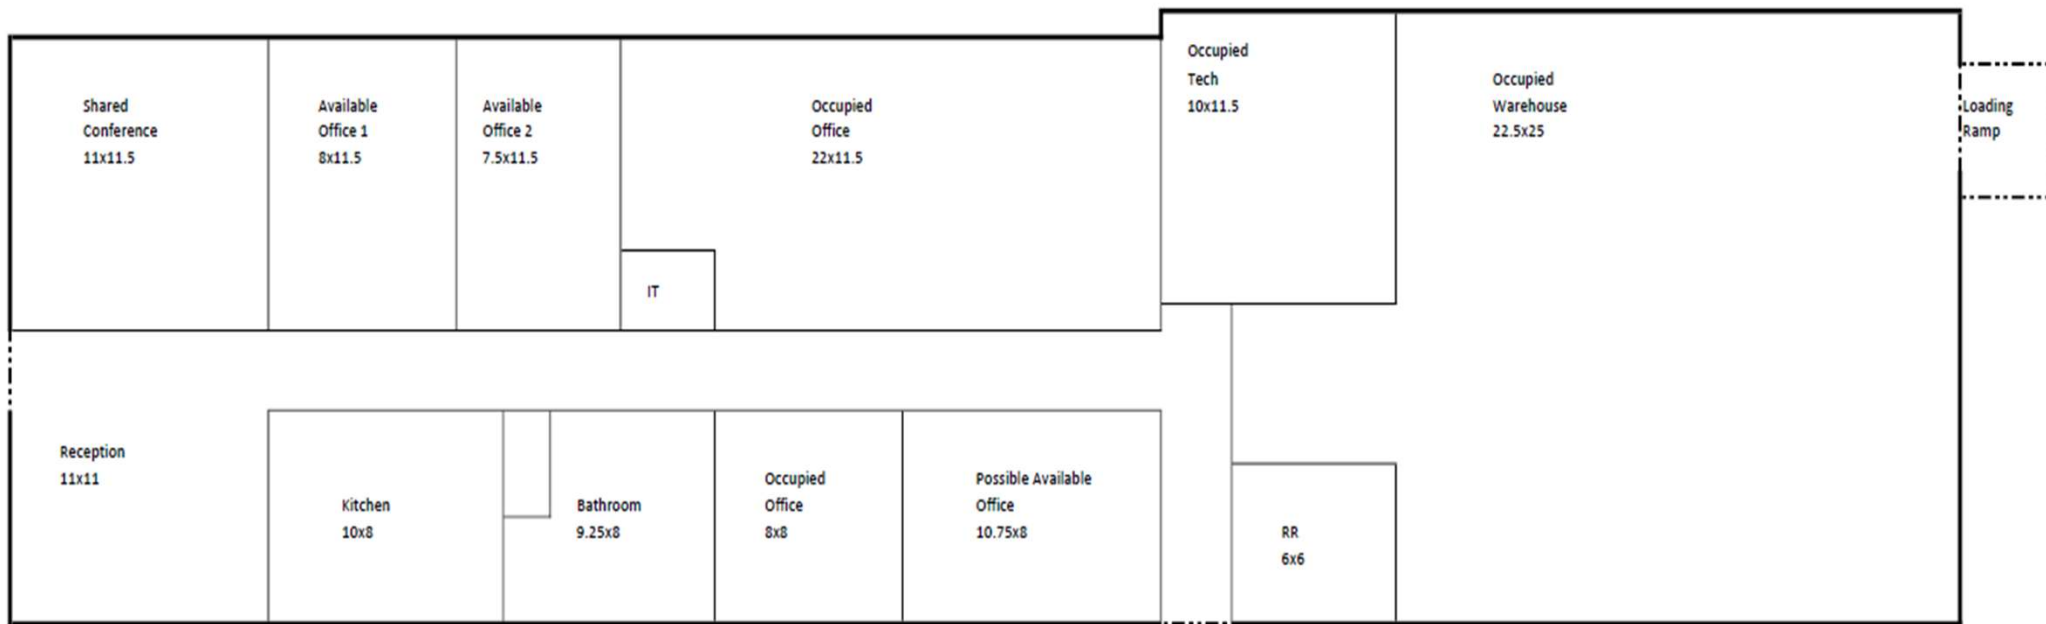 Shared
Conference
11x11.5
Available
Office 1
8x11.5
Available
Office 2
7.5x11.5
Occupied
Office
22x11.5
IT
Occupied
Tech
10x11.5
Occupied
Warehouse
22.5x25
Loading
Ramp
Reception
11x11
Kitchen
10x8
Bathroom
9.25x8
Occupied
Office
8x8
Possible Available
Office
10.75x8
RR
6x6